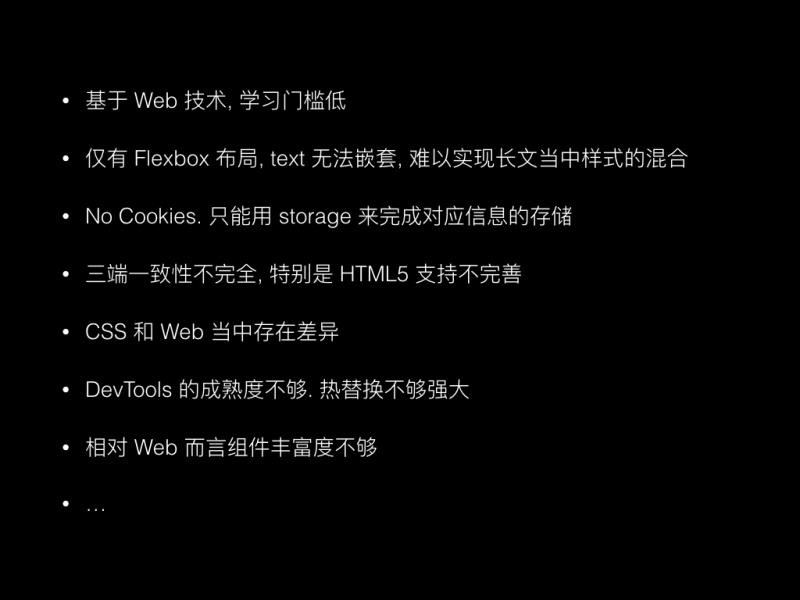 • 基于 Web 技术, 学习门槛低
• 仅有 Flexbox 布局, text 无法嵌套, 难以实现长文当中样式的混合
• No Cookies. 只能用 storage 来完成对应信息的存储
• 三端一致性不完全, 特别是 HTML5 支持不完善
• CSS 和 Web 当中存在差异
• DevTools 的成熟度不够. 热替换不够强大
• 相对 Web 而言组件丰富度不够
• …